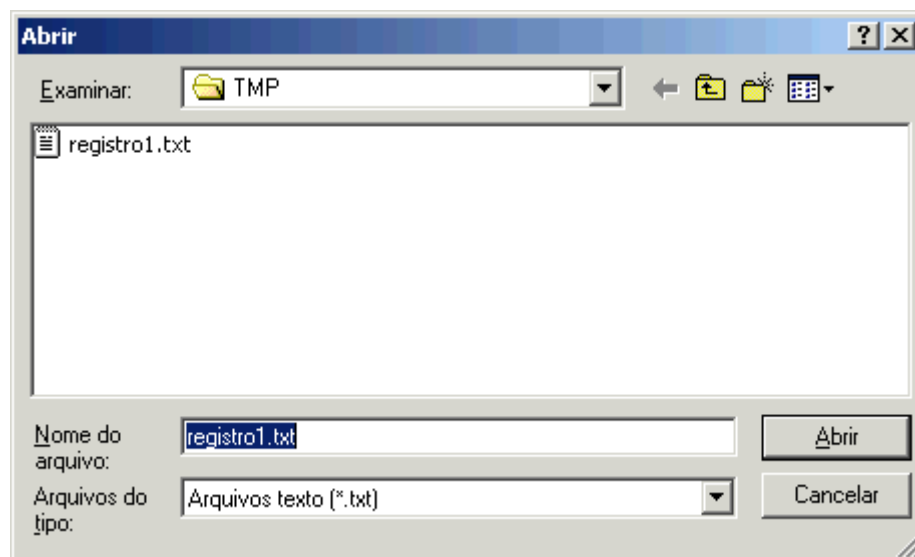 Abrir
Examinar:
TMP
registro1.txt
Nome do
arquivo:
registro1.txt
Abrir
Arquivos do
tipo:
Arquivos texto (*.txt)
Cancelar